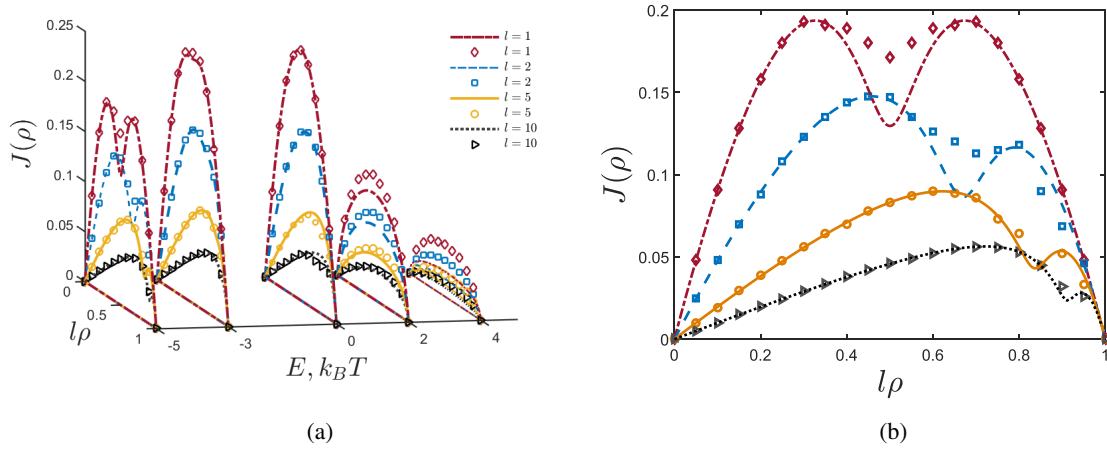 0.25
0.2
0.15
0.1
0.05
0
J(ρ)
0
0.5
1
lρ
-5
-3
0
2
4
E, k_BT
l = 1
l = 1
l = 2
l = 2
l = 5
l = 5
l = 10
l = 10
(a)
0.2
0.15
0.1
0.05
0
J(ρ)
0
0.2
0.4
0.6
0.8
1
lρ
(b)